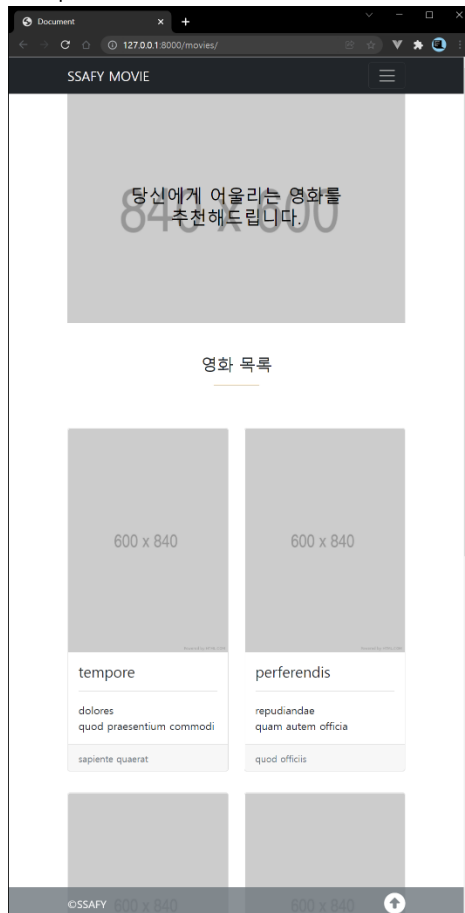 Document
127.0.0.1:8000/movies/
SSAFY MOVIE
840 x 600
당신에게 어울리는 영화를
추천해드립니다.
영화 목록
600 x 840
600 x 840
tempore
perferendis
dolores
repudiandae
quod praesentium commodi
quam autem officia
sapiente quaerat
quod officiis
600 x 840
600 x 840
©SSAFY